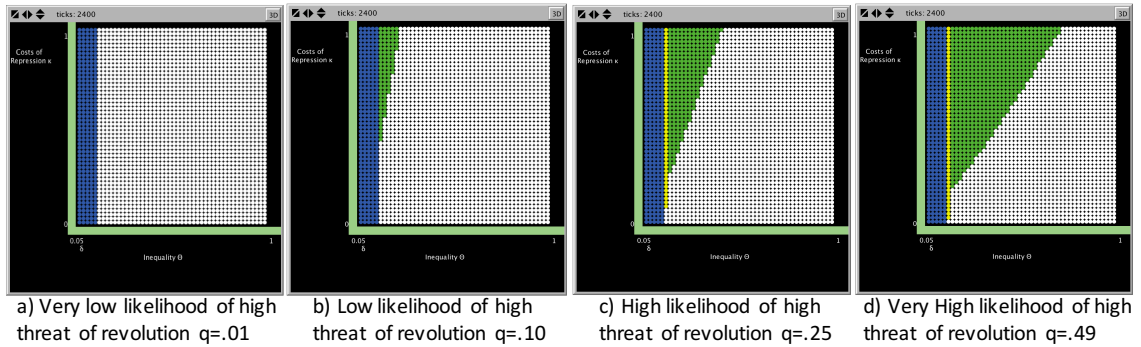 ticks: 2400
3D
1
Costs of
Repression κ
0
0.05
1
δ
Inequality Θ
a) Very low likelihood of high
threat of revolution q=.01
ticks: 2400
3D
1
Costs of
Repression κ
0
0.05
1
δ
Inequality Θ
b) Low likelihood of high
threat of revolution q=.10
ticks: 2400
3D
1
Costs of
Repression κ
0
0.05
1
δ
Inequality Θ
c) High likelihood of high
threat of revolution q=.25
ticks: 2400
3D
1
Costs of
Repression κ
0
0.05
1
δ
Inequality Θ
d) Very High likelihood of high
threat of revolution q=.49